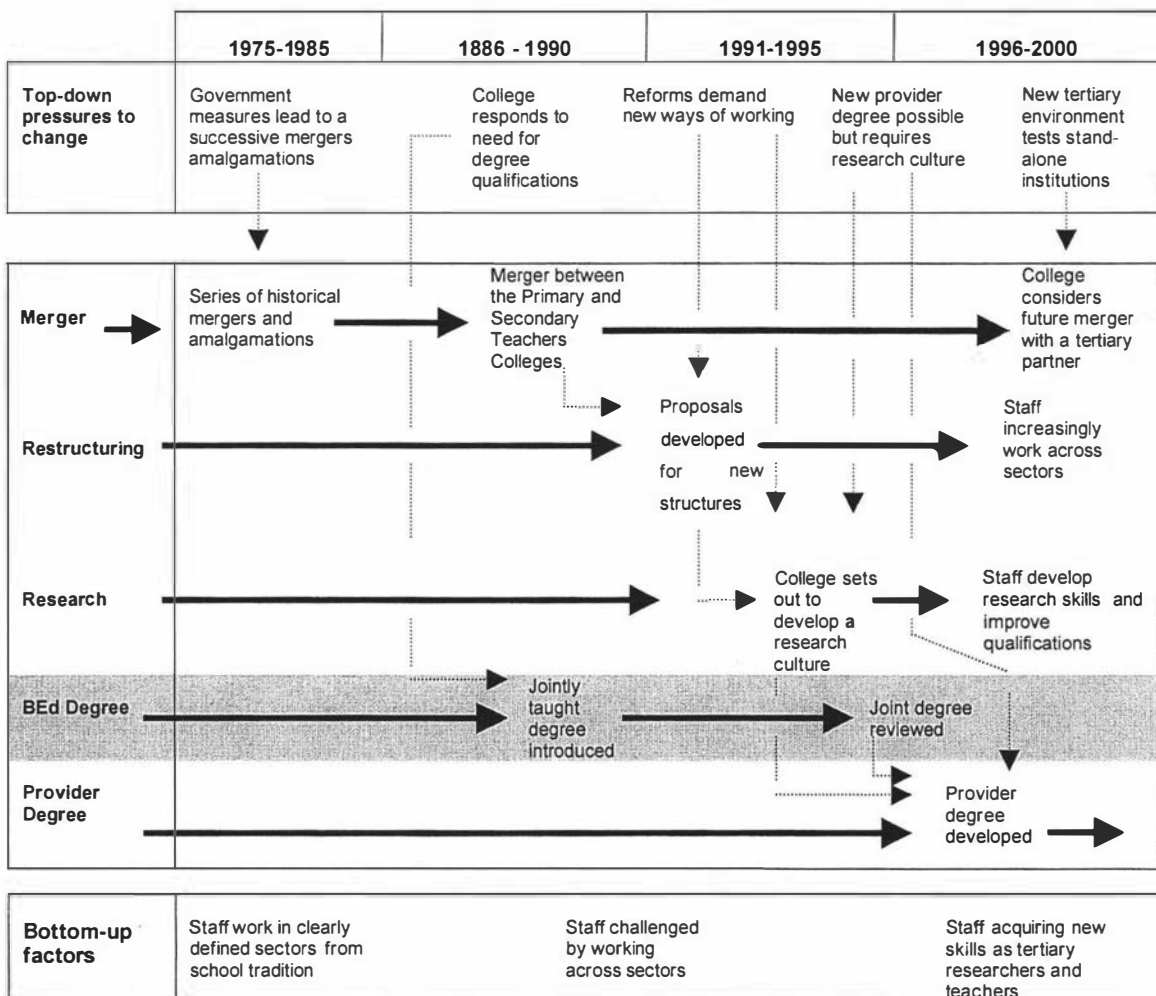 1975-1985
1886 - 1990
1991-1995
1996-2000
Top-down
pressures to
change
Government
measures lead to a
successive mergers
amalgamations
College
responds to
need for
degree
qualifications
Reforms demand
new ways of working
New provider
degree possible
but requires
research culture
New tertiary
environment
tests stand-
alone
institutions
Merger
Series of historical
mergers and
amalgamations
Merger between
the Primary and
Secondary
Teachers
Colleges
College
considers
future merger
with a tertiary
partner
Restructuring
Proposals
developed
for new
structures
Staff
increasingly
work across
sectors
Research
College sets
out to
develop a
research
culture
Staff develop
research skills and
improve
qualifications
BEd Degree
Jointly
taught
degree
introduced
Joint degree
reviewed
Provider
Degree
Provider
degree
developed
Bottom-up
factors
Staff work in clearly
defined sectors from
school tradition
Staff challenged
by working
across sectors
Staff acquiring new
skills as tertiary
researchers and
teachers